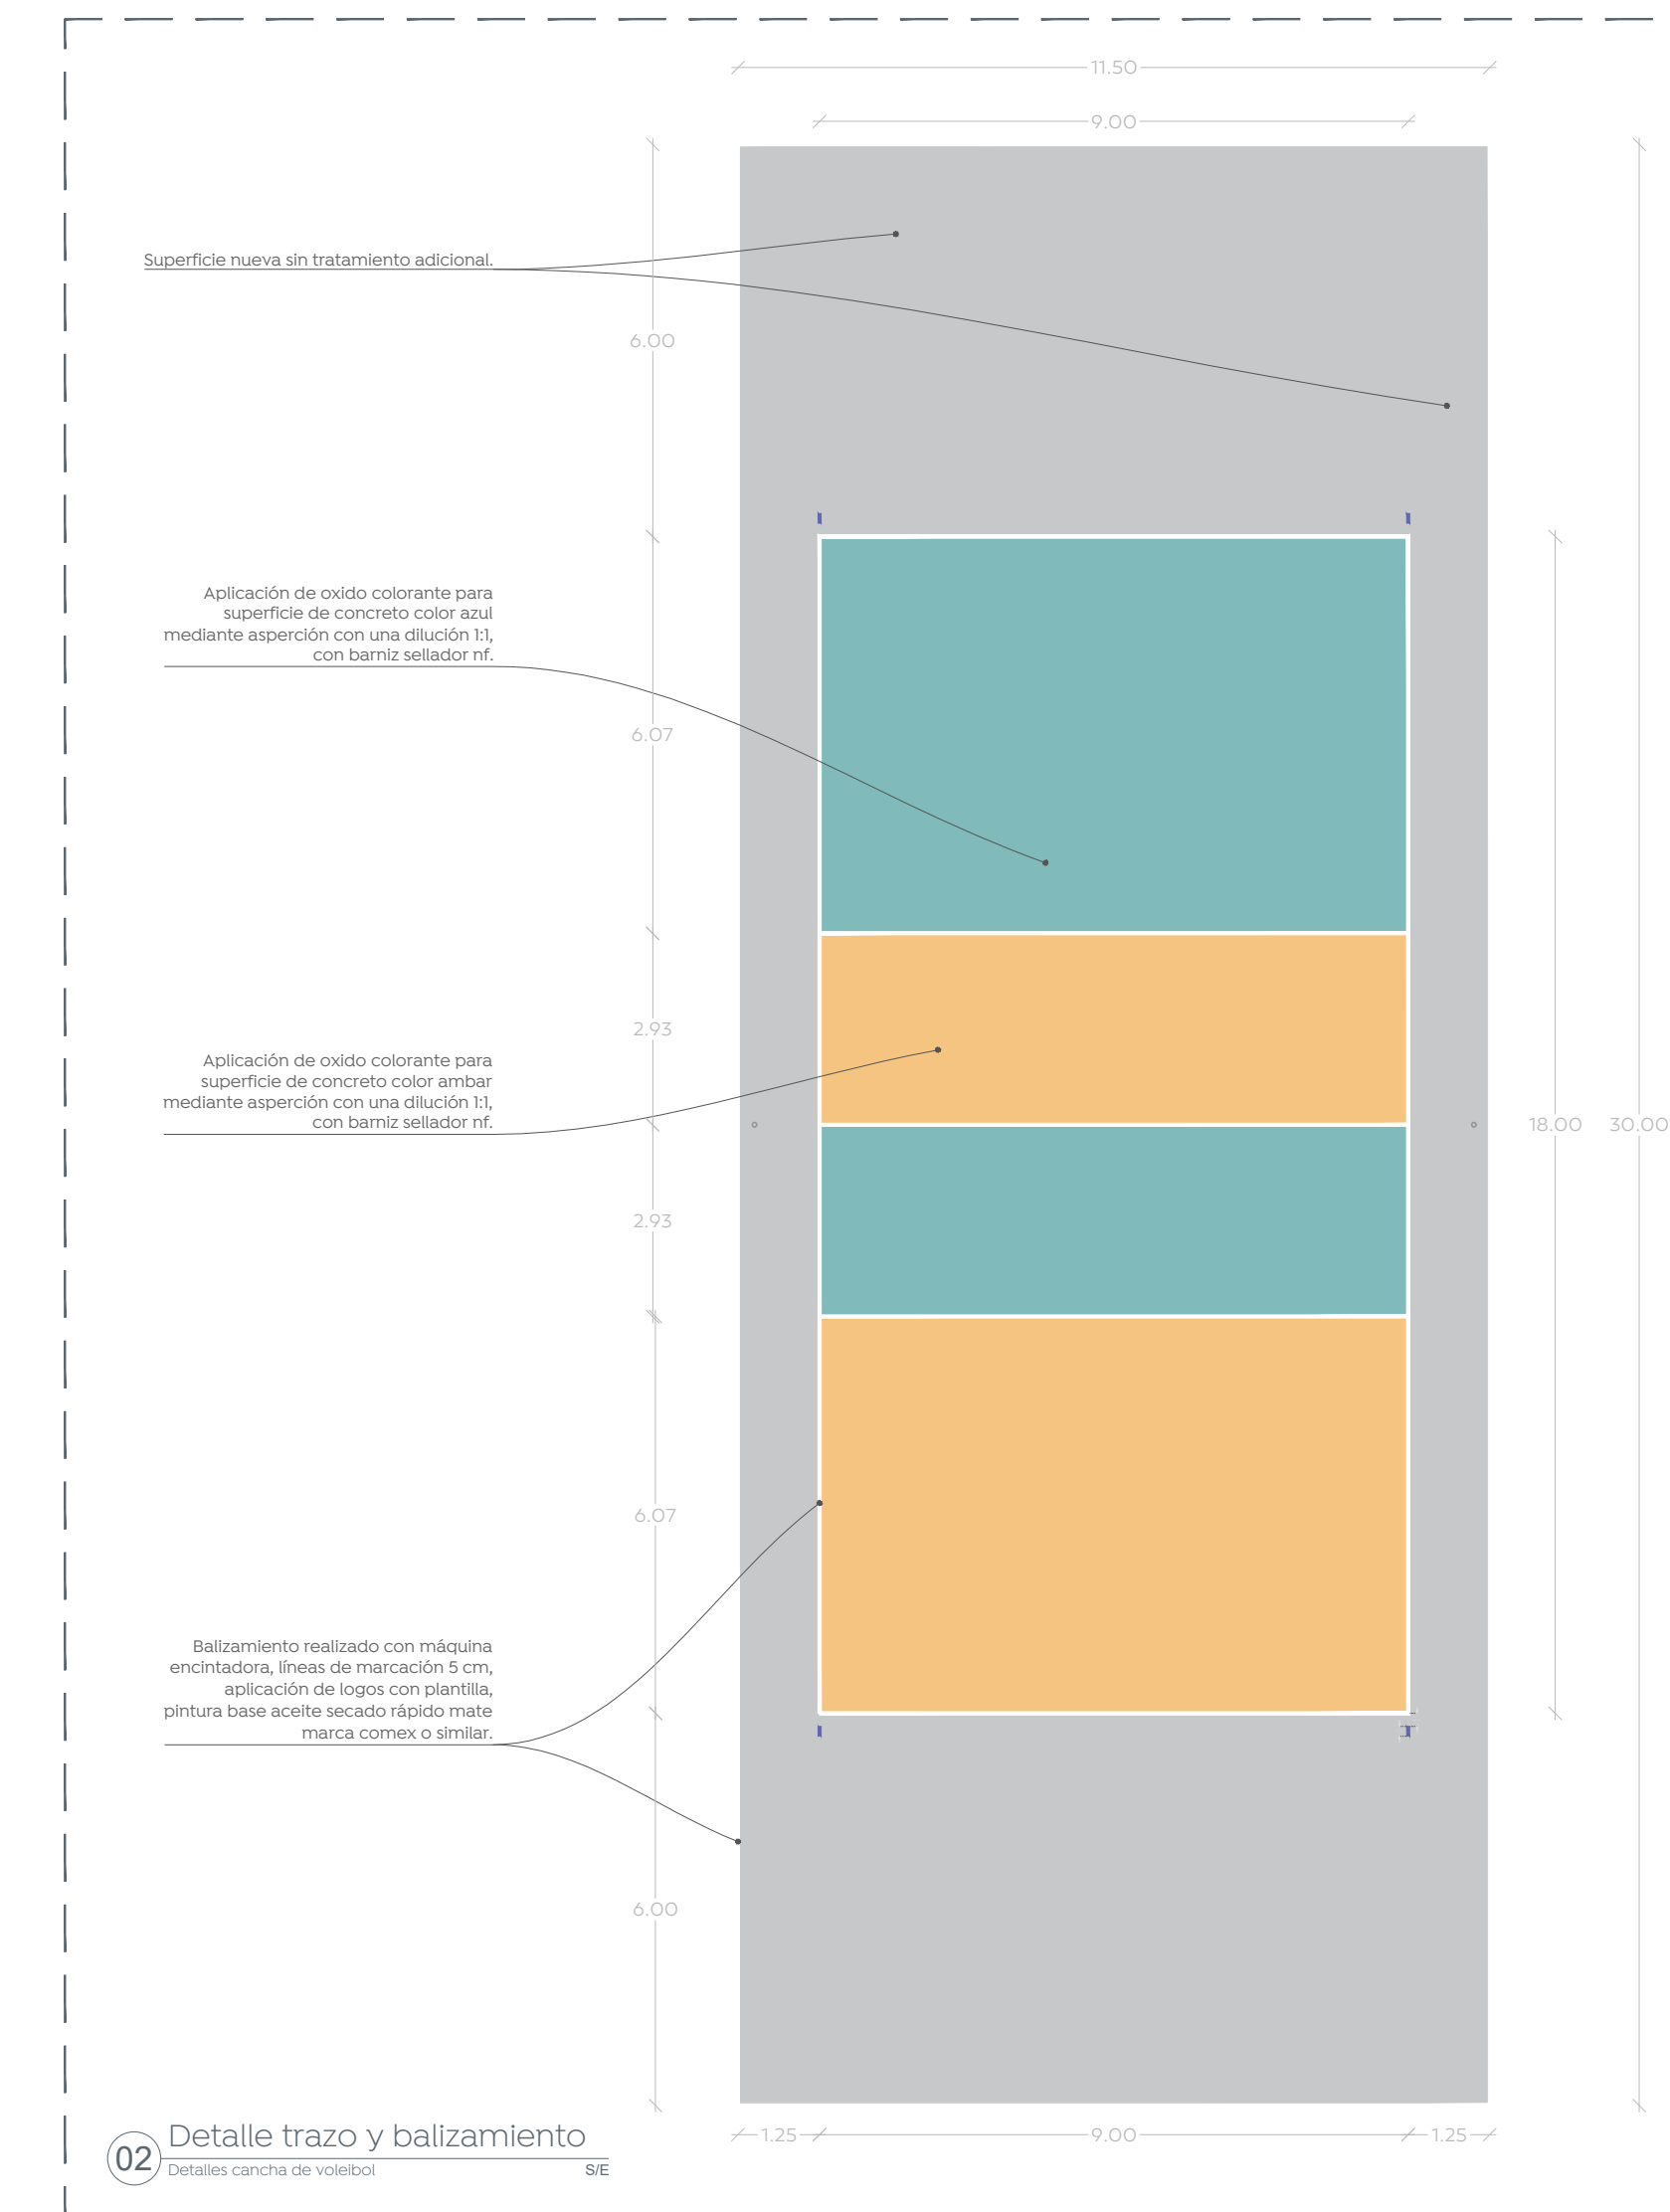 11.50
9.00
Superficie nueva sin tratamiento adicional.
6.00
Aplicación de oxido colorante para
superficie de concreto color azul
mediante asperción con una dilución 1:1,
con barniz sellador nf.
6.07
2.93
Aplicación de oxido colorante para
superficie de concreto color ambar
mediante asperción con una dilución 1:1,
con barniz sellador nf.
18.00
30.00
2.93
6.07
Balizamiento realizado con máquina
encintadora, líneas de marcación 5 cm,
aplicación de logos con plantilla,
pintura base aceite secado rápido mate
marca comex o similar.
6.00
1.25
9.00
1.25
02
Detalle trazo y balizamiento
Detalles cancha de voleibol
S/E